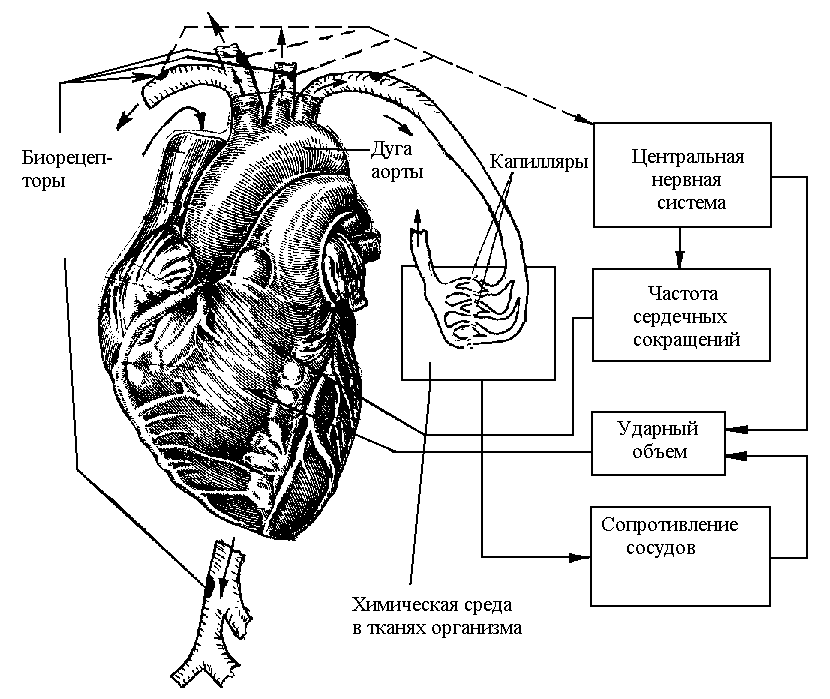 Биорецеп-
торы
Дуга
аорты
Капилляры
Центральная
нервная
система
Частота
сердечных
сокращений
Ударный
объем
Сопротивление
сосудов
Химическая среда
в тканях организма